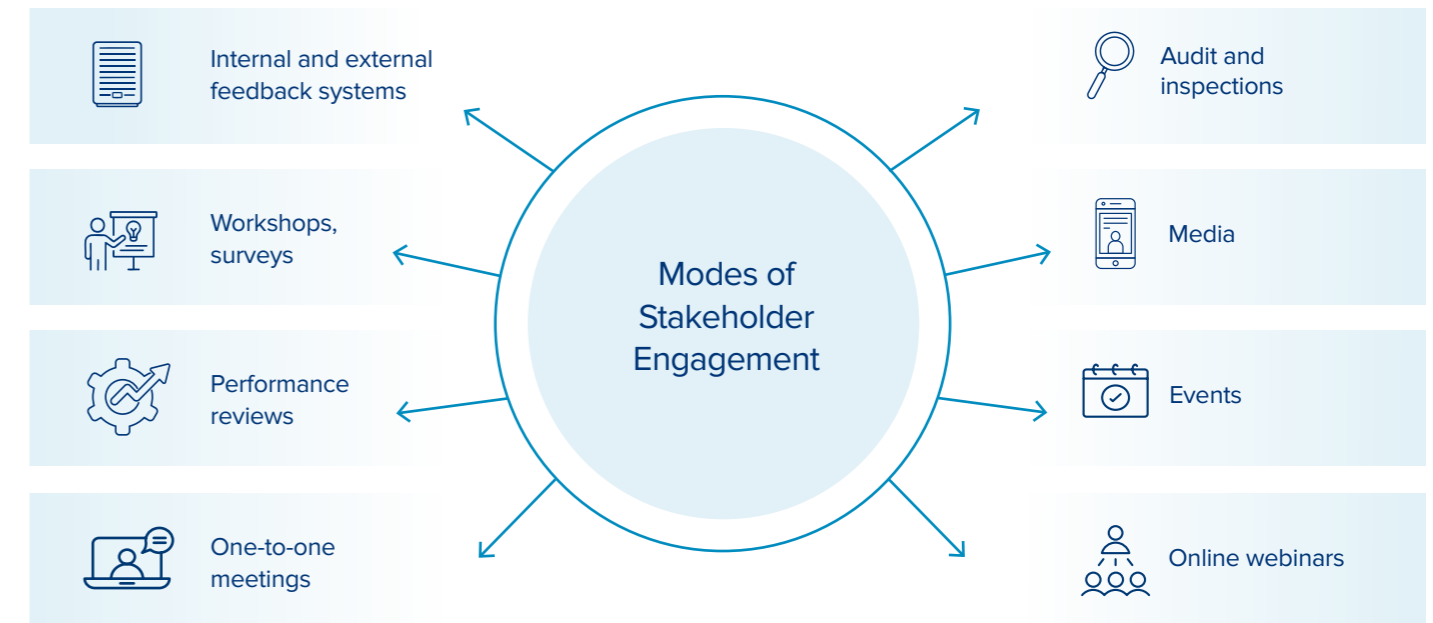 Internal and external
feedback systems
Workshops,
surveys
Performance
reviews
One-to-one
meetings
Modes of
Stakeholder
Engagement
Audit and
inspections
Media
Events
Online webinars